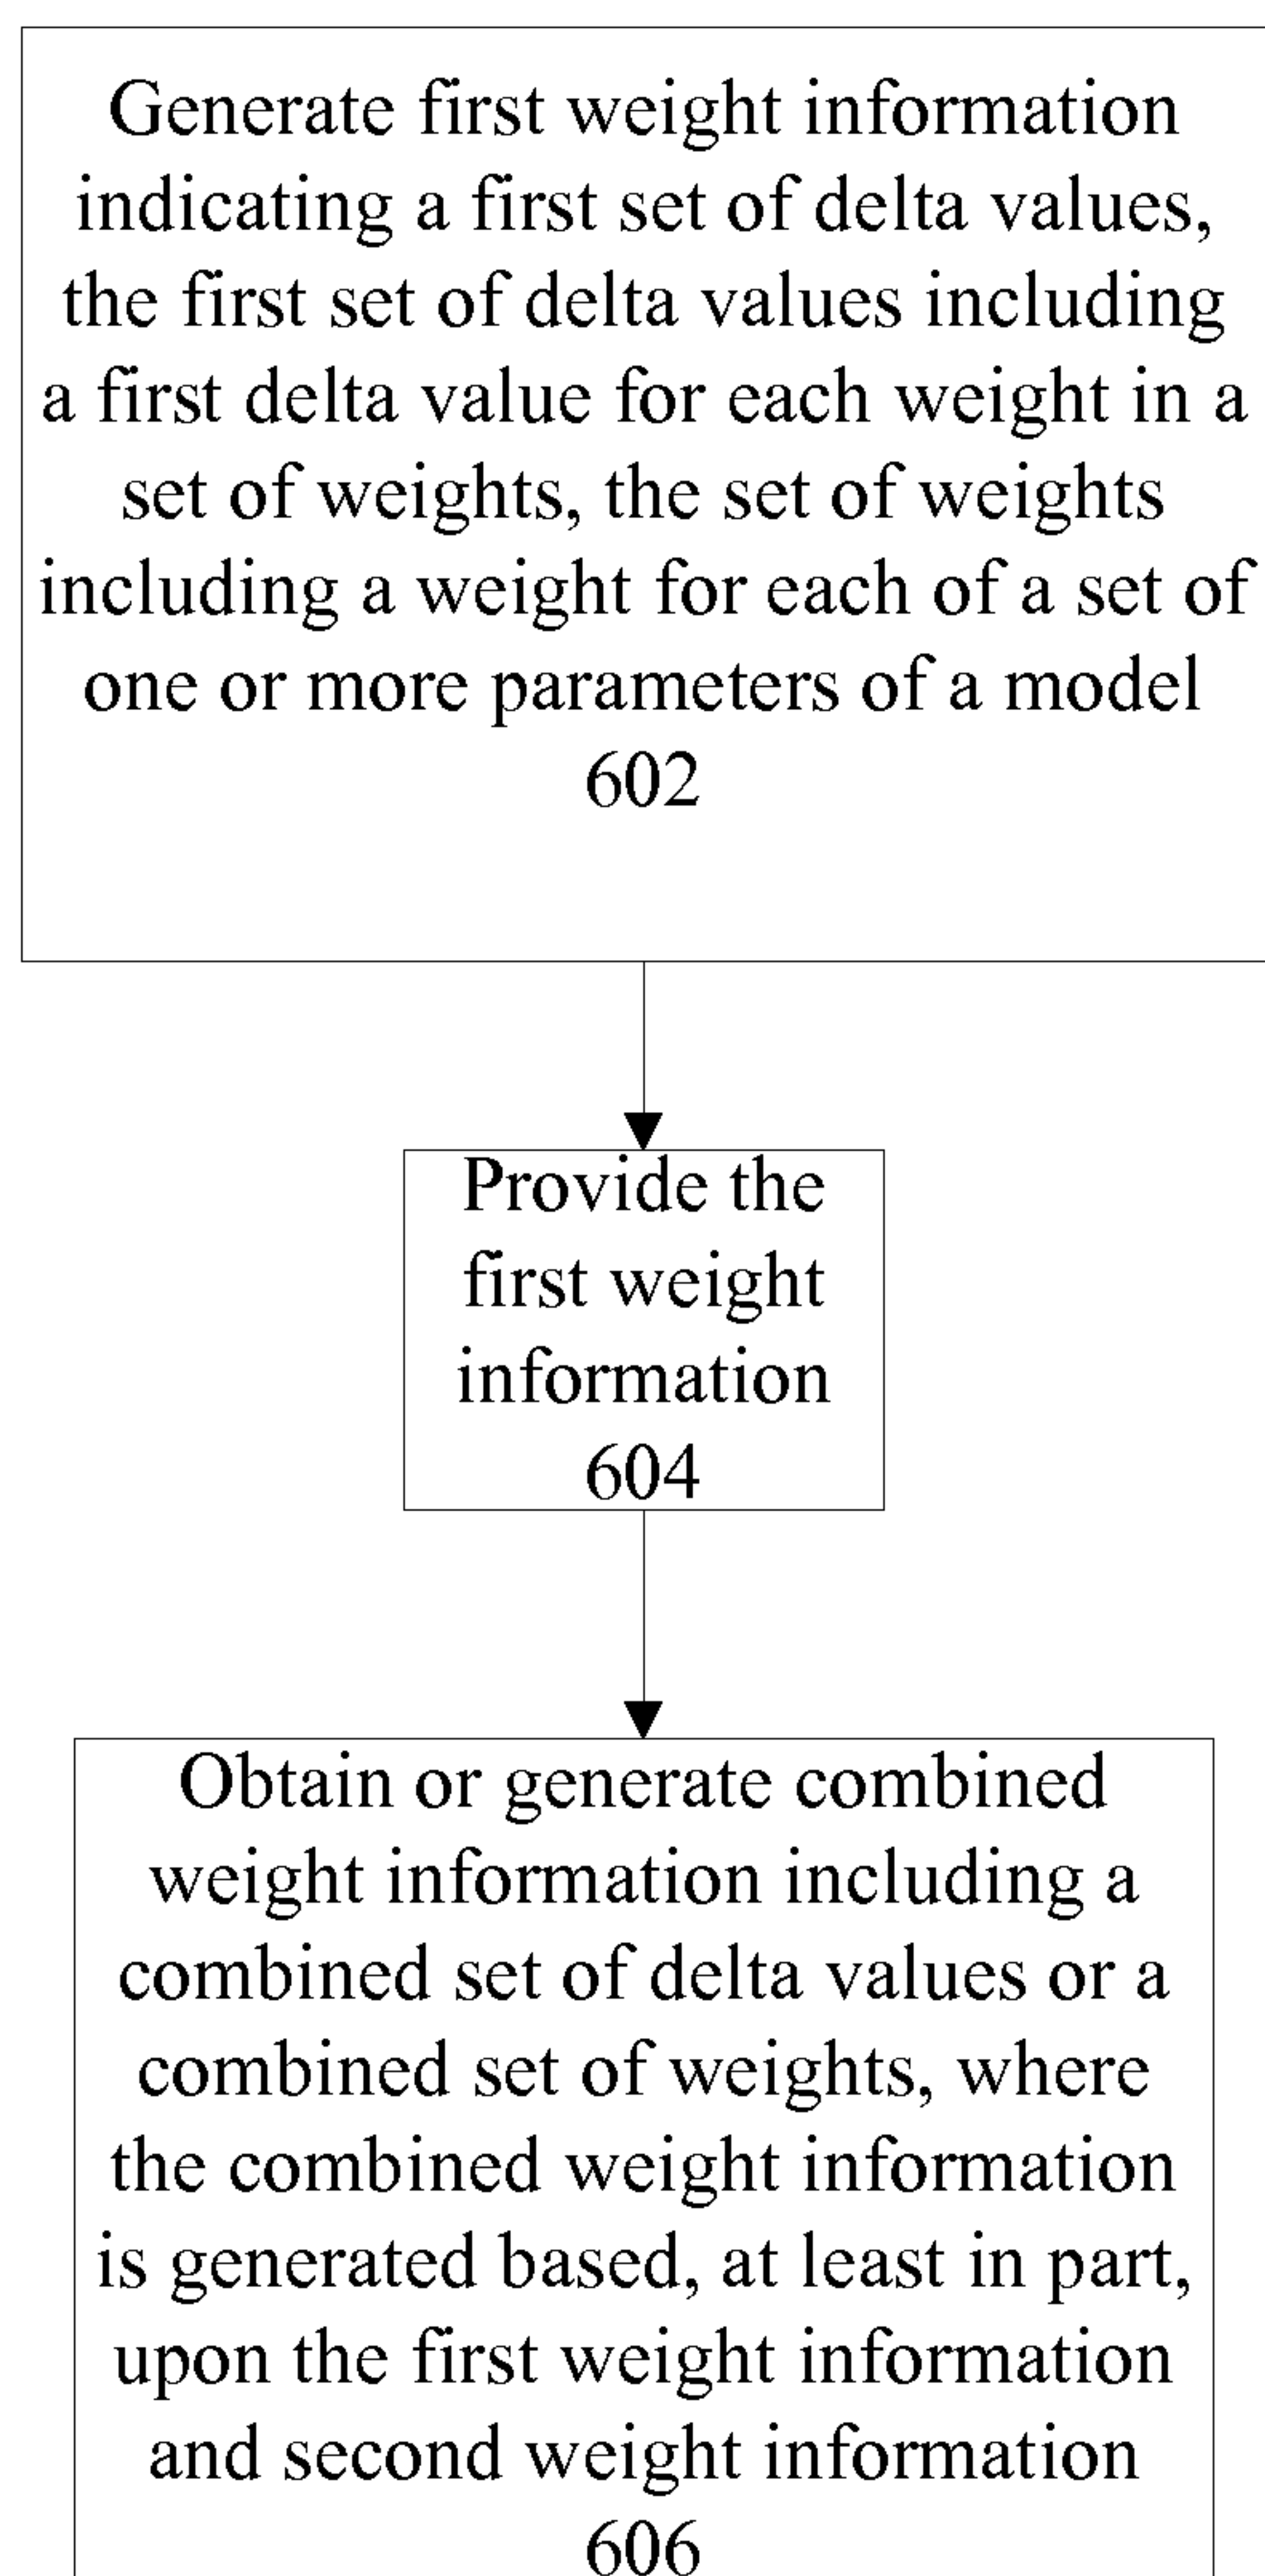 Generate first weight information
indicating a first set of delta values,
the first set of delta values including
a first delta value for each weight in a
set of weights, the set of weights
including a weight for each of a set of
one or more parameters of a model
602
Provide the
first weight
information
604
Obtain or generate combined
weight information including a
combined set of delta values or a
combined set of weights, where
the combined weight information
is generated based, at least in part,
upon the first weight information
and second weight information
606